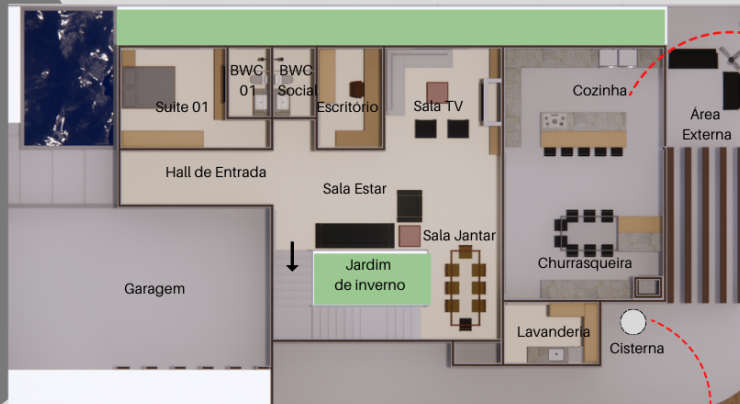 BWC
01
BWC
Social
Suite 01
Escritório
Sala TV
Cozinha
Área
Externa
Hall de Entrada
Sala Estar
Sala Jantar
Jardim
de inverno
Churrasqueira
Garagem
Lavanderia
Cisterna